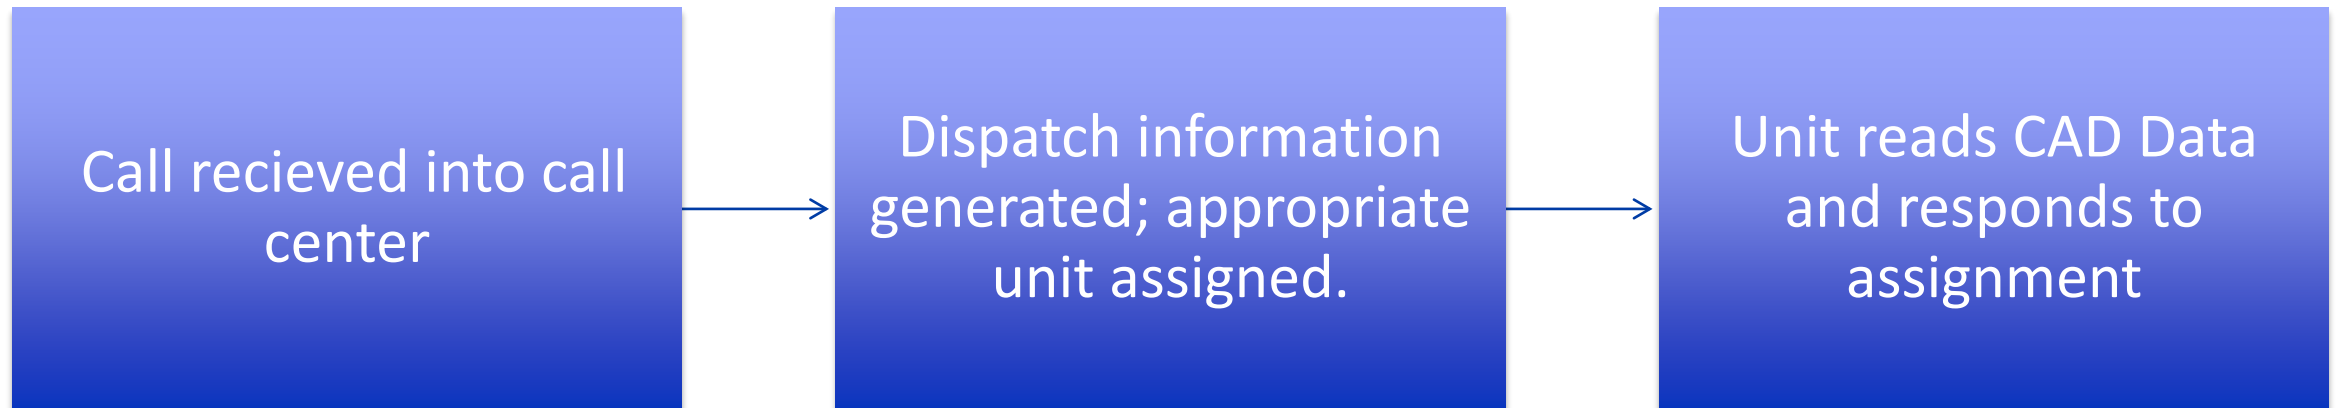 Call recieved into call
center
Dispatch information
generated; appropriate
unit assigned.
Unit reads CAD Data
and responds to
assignment